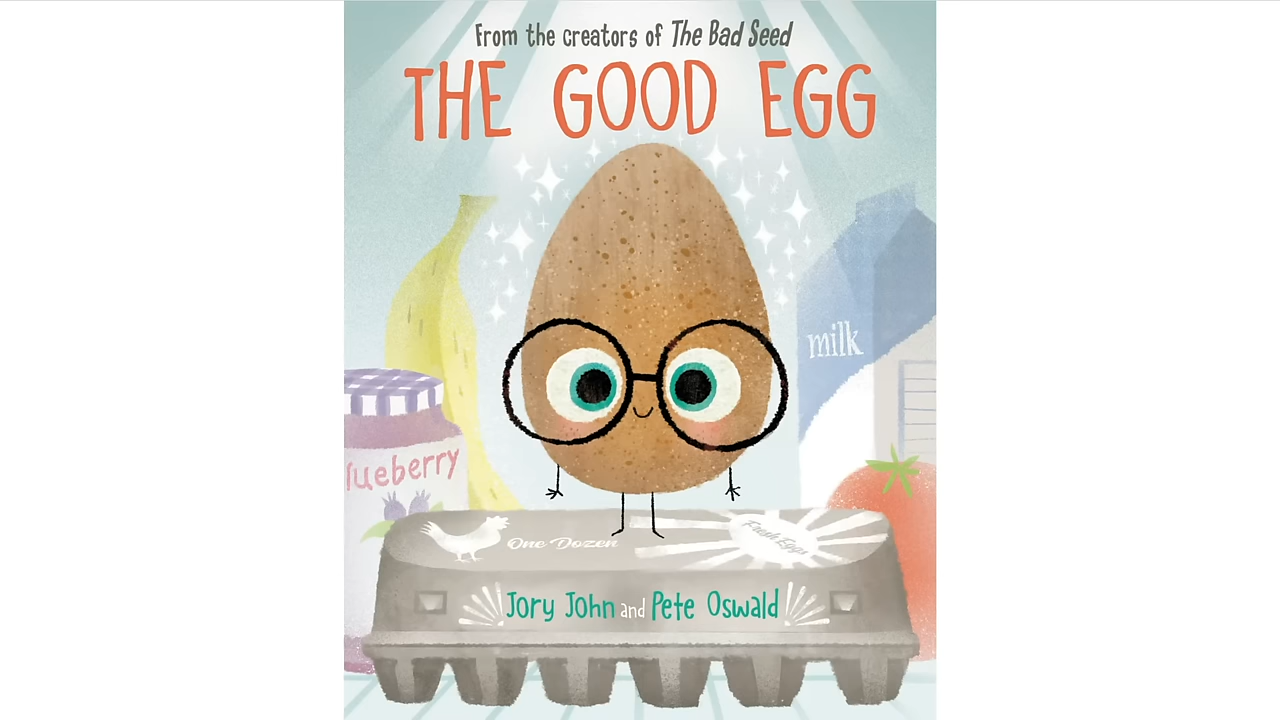 From the creators of The Bad Seed
THE GOOD EGG
milk
lueberry
One Dozen
Fresh Eggs
Jory John and Pete Oswald